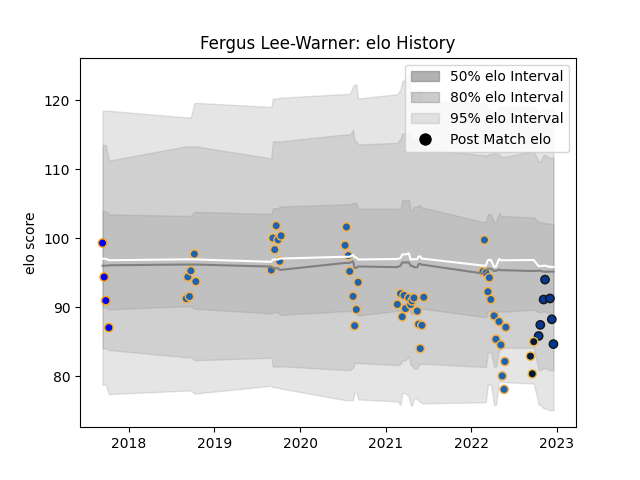 Fergus Lee-Warner: elo History
50% elo Interval
80% elo Interval
95% elo Interval
Post Match elo
elo score
120
110
100
90
80
2018
2019
2020
2021
2022
2023